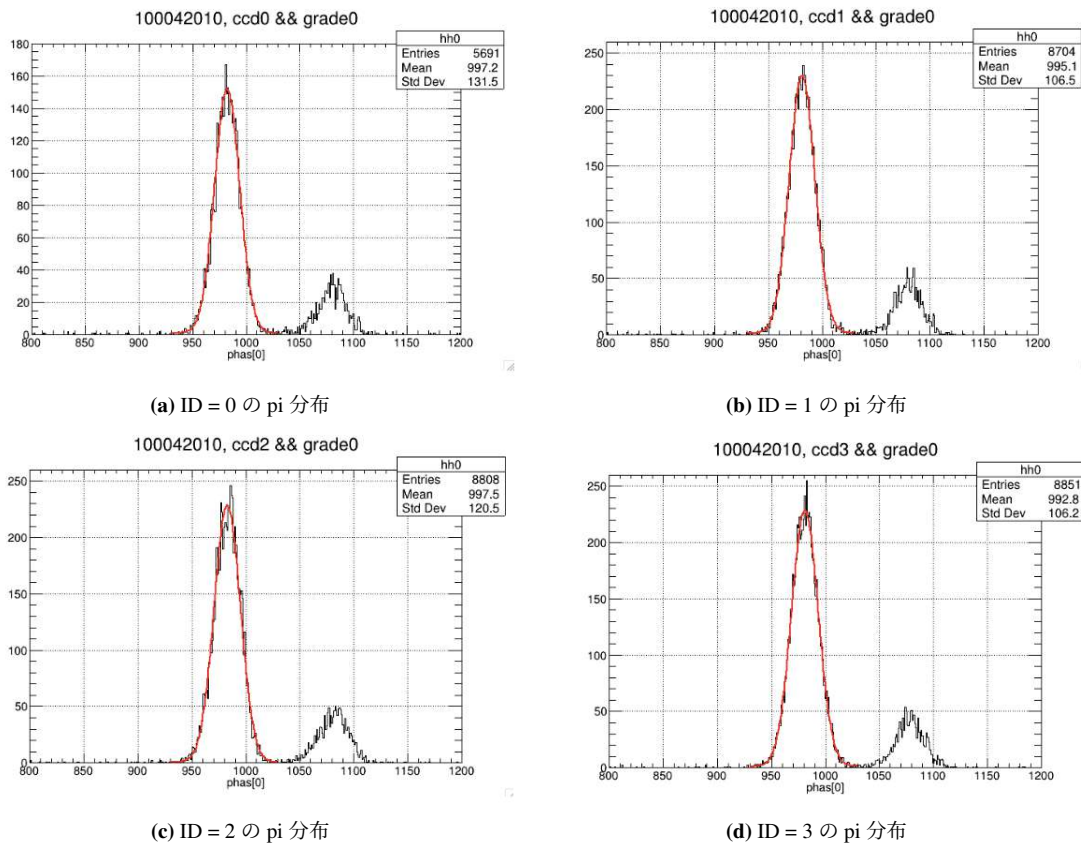 100042010, ccd0 && grade0
hh0
Entries 5691
Mean 997.2
Std Dev 131.5
180
160
140
120
100
80
60
40
20
0
800 850 900 950 1000 1050 1100 1150 1200
phas[0]
(a) ID = 0 の pi 分布
100042010, ccd1 && grade0
hh0
Entries 8704
Mean 995.1
Std Dev 106.5
250
200
150
100
50
0
800 850 900 950 1000 1050 1100 1150 1200
phas[0]
(b) ID = 1 の pi 分布
100042010, ccd2 && grade0
hh0
Entries 8808
Mean 997.5
Std Dev 120.5
250
200
150
100
50
0
800 850 900 950 1000 1050 1100 1150 1200
phas[0]
(c) ID = 2 の pi 分布
100042010, ccd3 && grade0
hh0
Entries 8851
Mean 992.8
Std Dev 106.2
250
200
150
100
50
0
800 850 900 950 1000 1050 1100 1150 1200
phas[0]
(d) ID = 3 の pi 分布